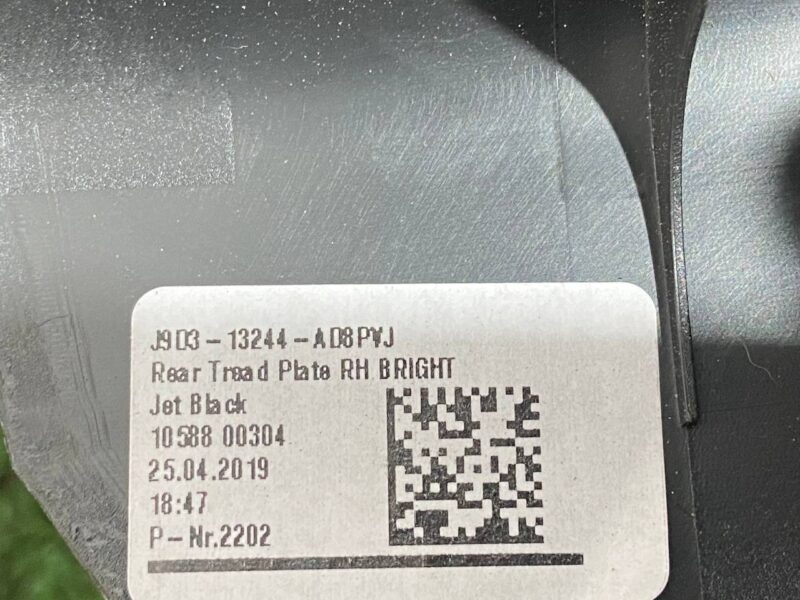 J9D3-13244-AD8PVJ
Rear Tread Plate RH BRIGHT
Jet Black
10588 00304
25.04.2019
18:47
P-Nr.2202